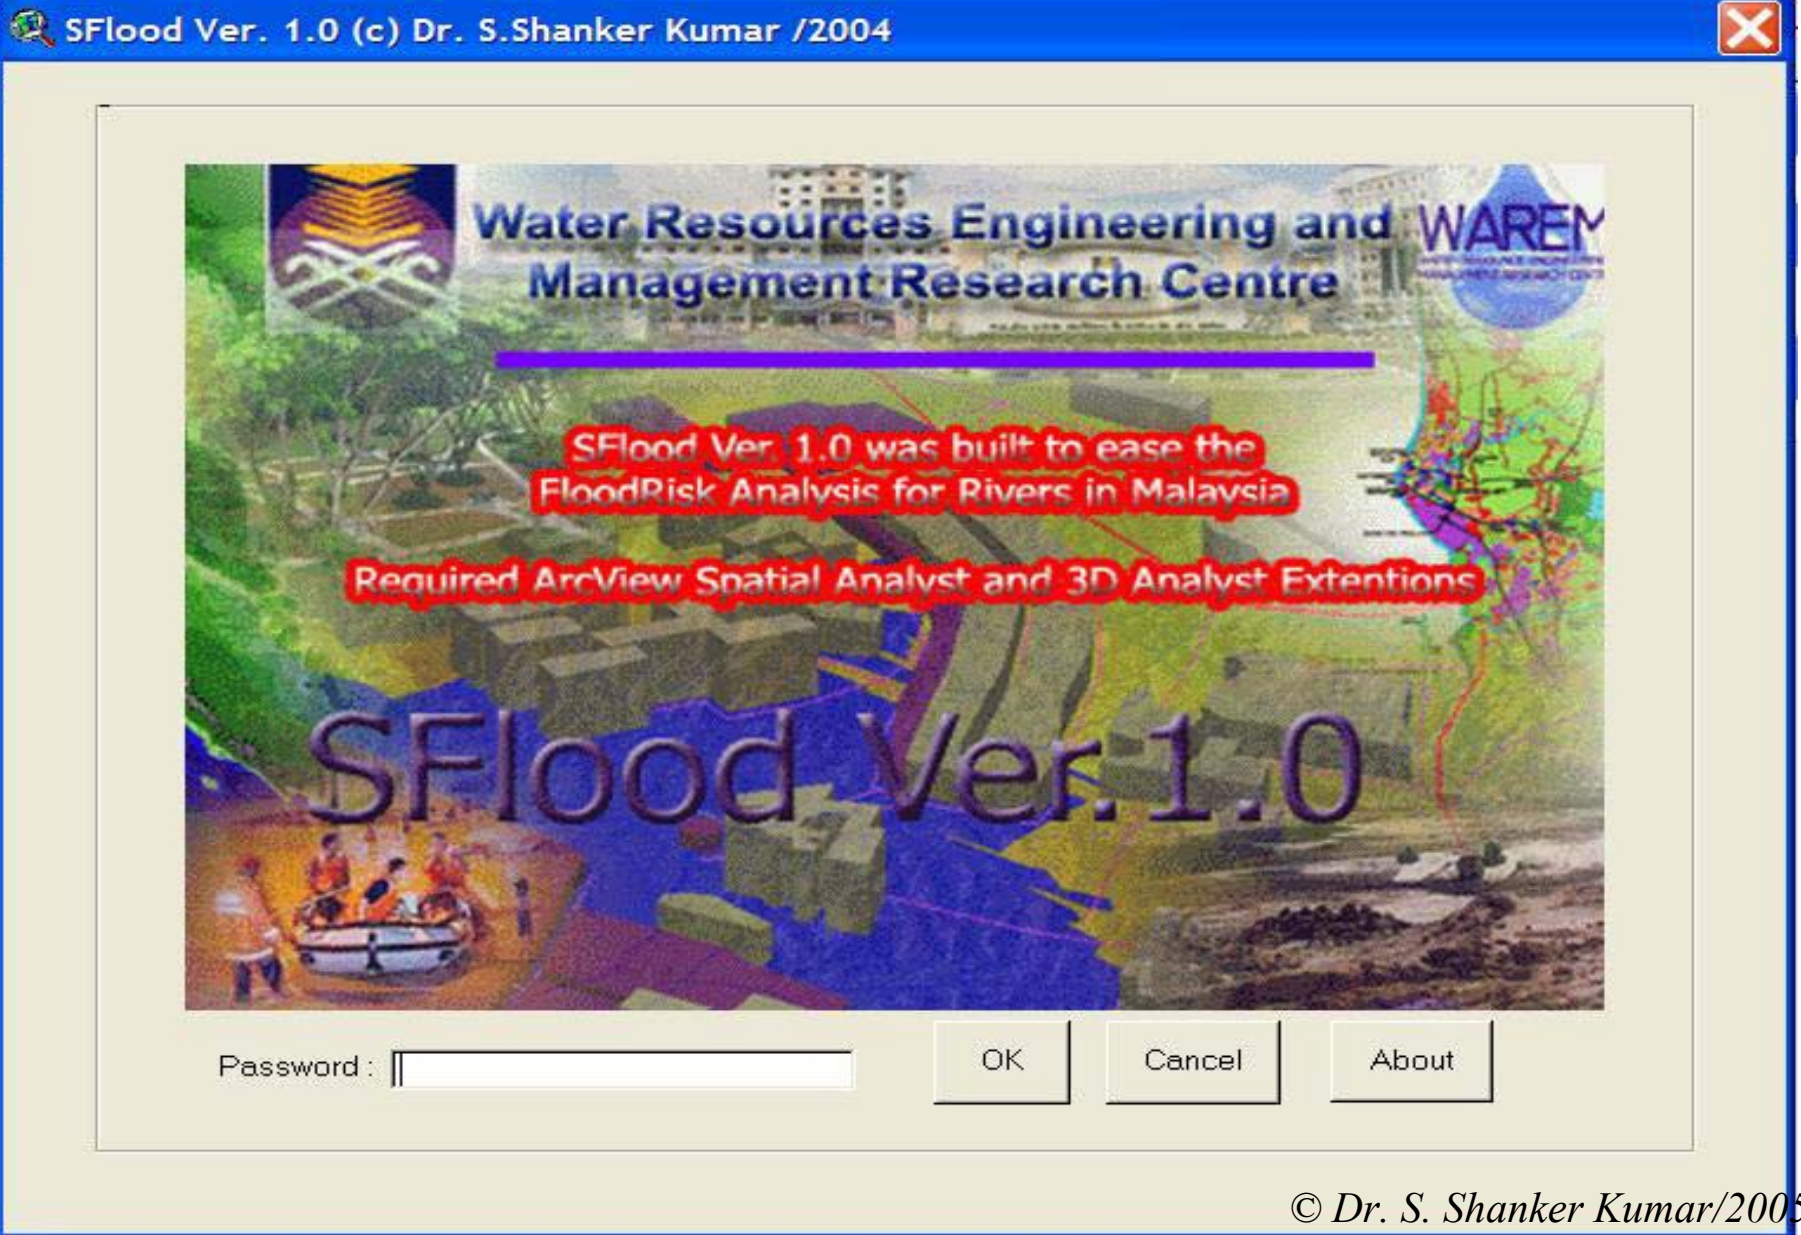 SFlood Ver. 1.0 (c) Dr. S.Shanker Kumar /2004
Water Resources Engineering and
Management Research Centre
WAREM
SFlood Ver. 1.0 was built to ease the
FloodRisk Analysis for Rivers in Malaysia
Required ArcView Spatial Analyst and 3D Analyst Extentions
SFlood Ver.1.0
Password :
OK
Cancel
About
© Dr. S. Shanker Kumar/2005